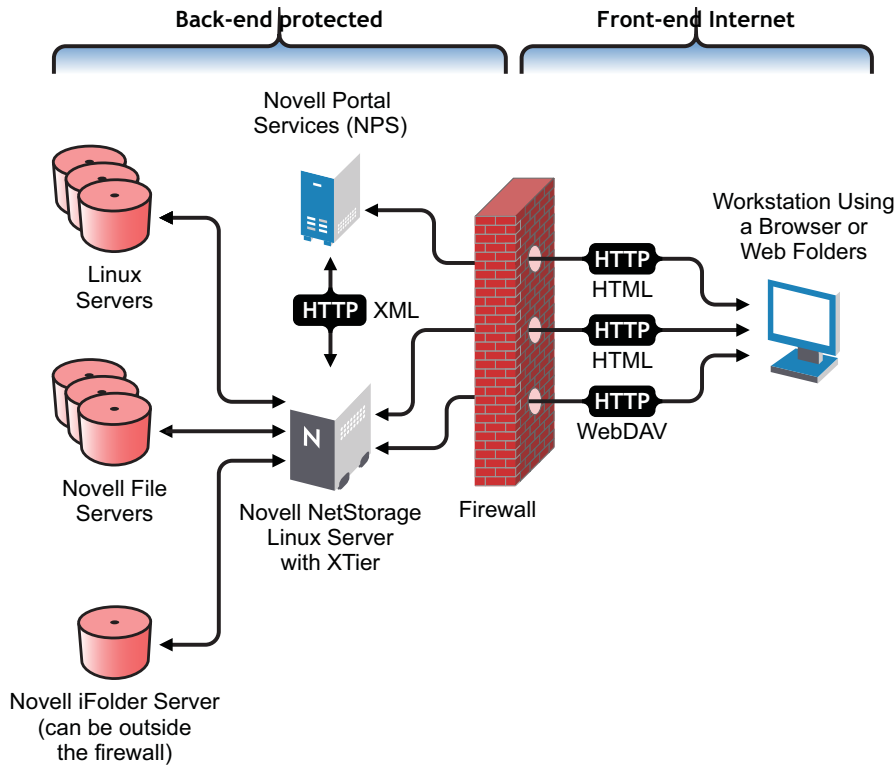 Back-end protected
Front-end Internet
Novell Portal
Services (NPS)
Linux
Servers
HTTP XML
HTTP
HTML
HTTP
HTML
HTTP
WebDAV
Workstation Using
a Browser or
Web Folders
Novell File
Servers
N
Novell NetStorage
Linux Server
with XTier
Firewall
Novell iFolder Server
(can be outside
the firewall)